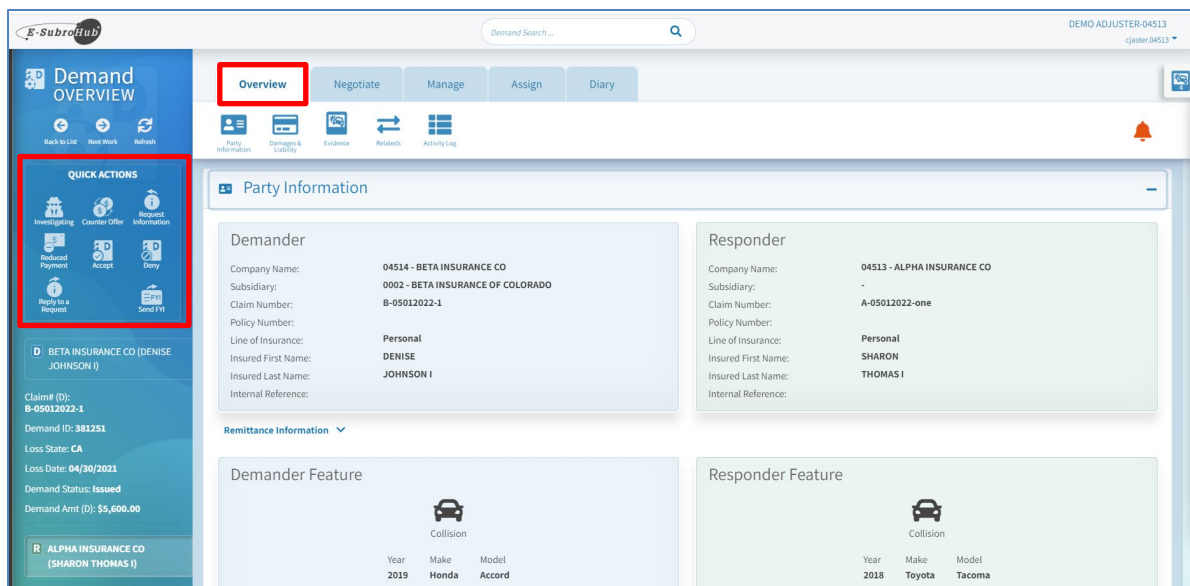 E-SubroHub
Demand Search ...
DEMO ADJUSTER-04513
cjaster.04513
Demand
OVERVIEW
Back to List Next Work Refresh
QUICK ACTIONS
Investigating Counter Offer Request Information
Reduced Payment Accept Deny
Reply to a Request Send FYI
D BETA INSURANCE CO (DENISE
JOHNSON I)
Claim# (D):
B-05012022-1
Demand ID: 381251
Loss State: CA
Loss Date: 04/30/2021
Demand Status: Issued
Demand Amt (D): $5,600.00
R ALPHA INSURANCE CO
(SHARON THOMAS I)
Overview Negotiate Manage Assign Diary
Party Information Damages & Liability Evidence Relateds Activity Log
4
Party Information
Demander
Company Name: 04514 - BETA INSURANCE CO
Subsidiary: 0002 - BETA INSURANCE OF COLORADO
Claim Number: B-05012022-1
Policy Number:
Line of Insurance: Personal
Insured First Name: DENISE
Insured Last Name: JOHNSON I
Internal Reference:
Responder
Company Name: 04513 - ALPHA INSURANCE CO
Subsidiary: -
Claim Number: A-05012022-one
Policy Number:
Line of Insurance: Personal
Insured First Name: SHARON
Insured Last Name: THOMAS I
Internal Reference:
Remittance Information
Demander Feature
Collision
Year Make Model
2019 Honda Accord
Responder Feature
Collision
Year Make Model
2018 Toyota Tacoma